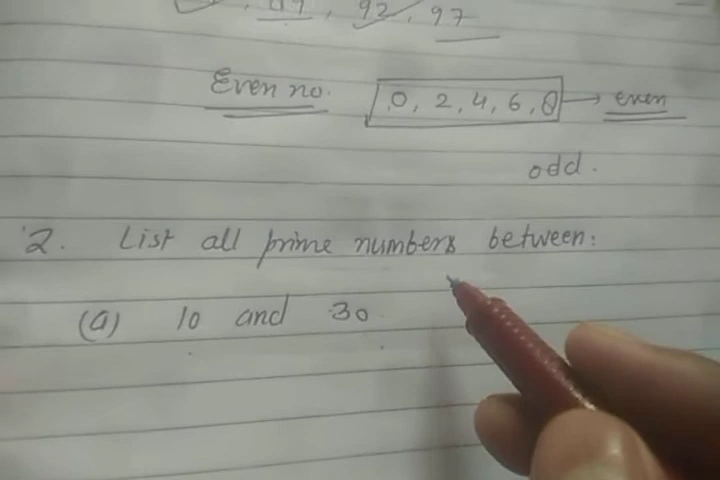 92, 97
Even no. 0, 2, 4, 6, 8 → even
odd.
2. List all prime numbers between:
(a) 10 and 30